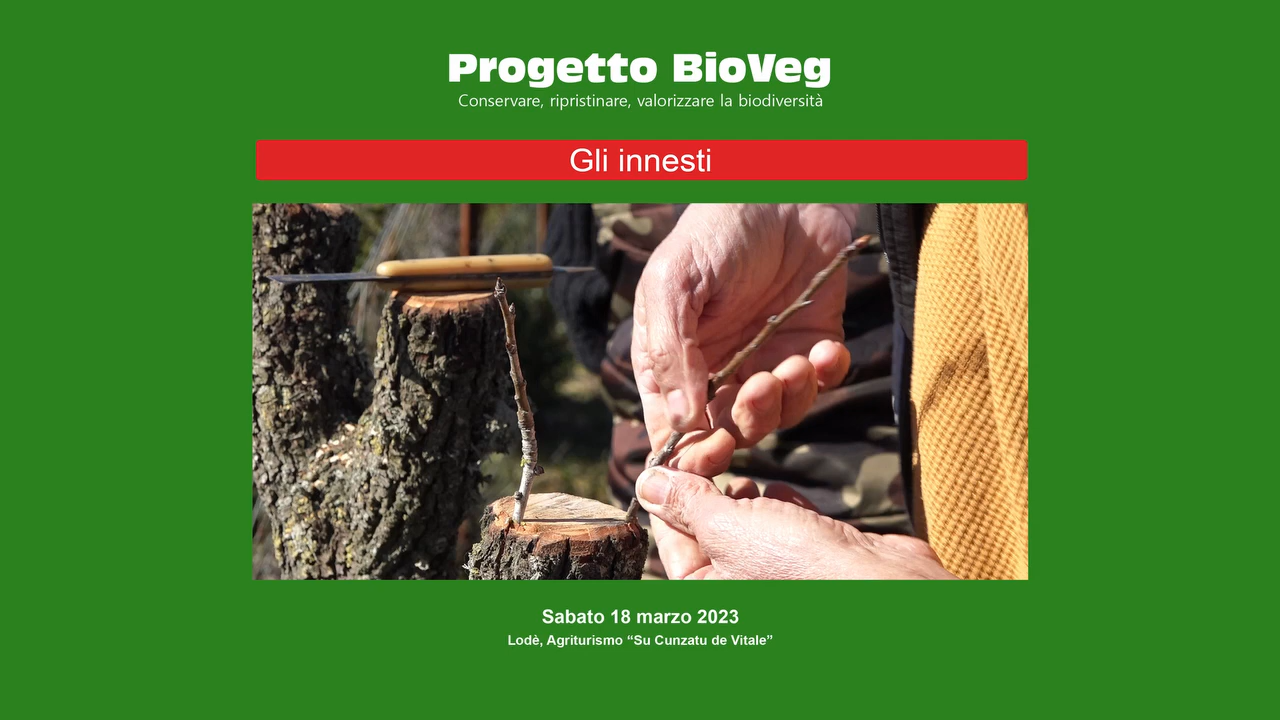 Progetto BioVeg
Conservare, ripristinare, valorizzare la biodiversità
Gli innesti
Sabato 18 marzo 2023
Lodè, Agriturismo “Su Cunzatu de Vitale”